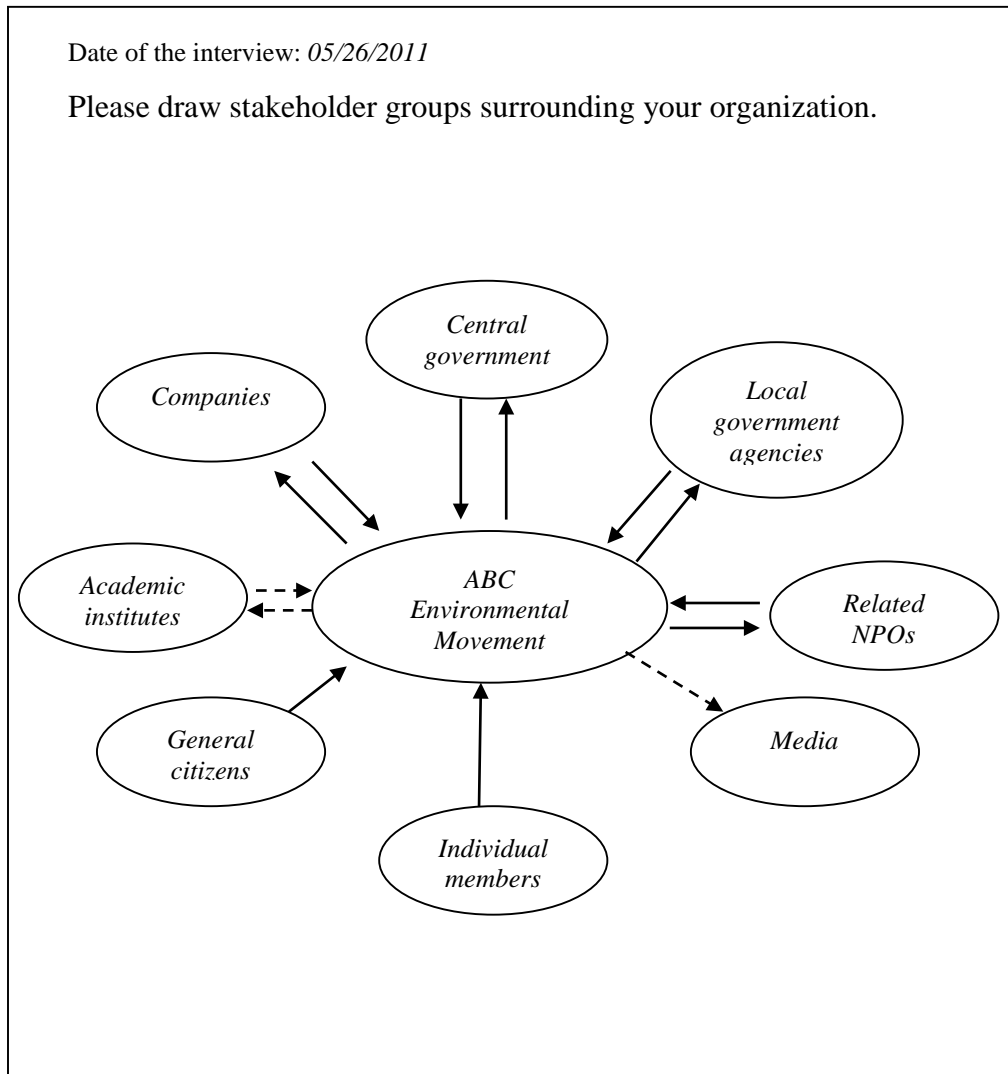 Date of the interview: 05/26/2011
Please draw stakeholder groups surrounding your organization.
Central
government
Companies
Local
government
agencies
Academic
institutes
ABC
Environmental
Movement
Related
NPOs
General
citizens
Media
Individual
members